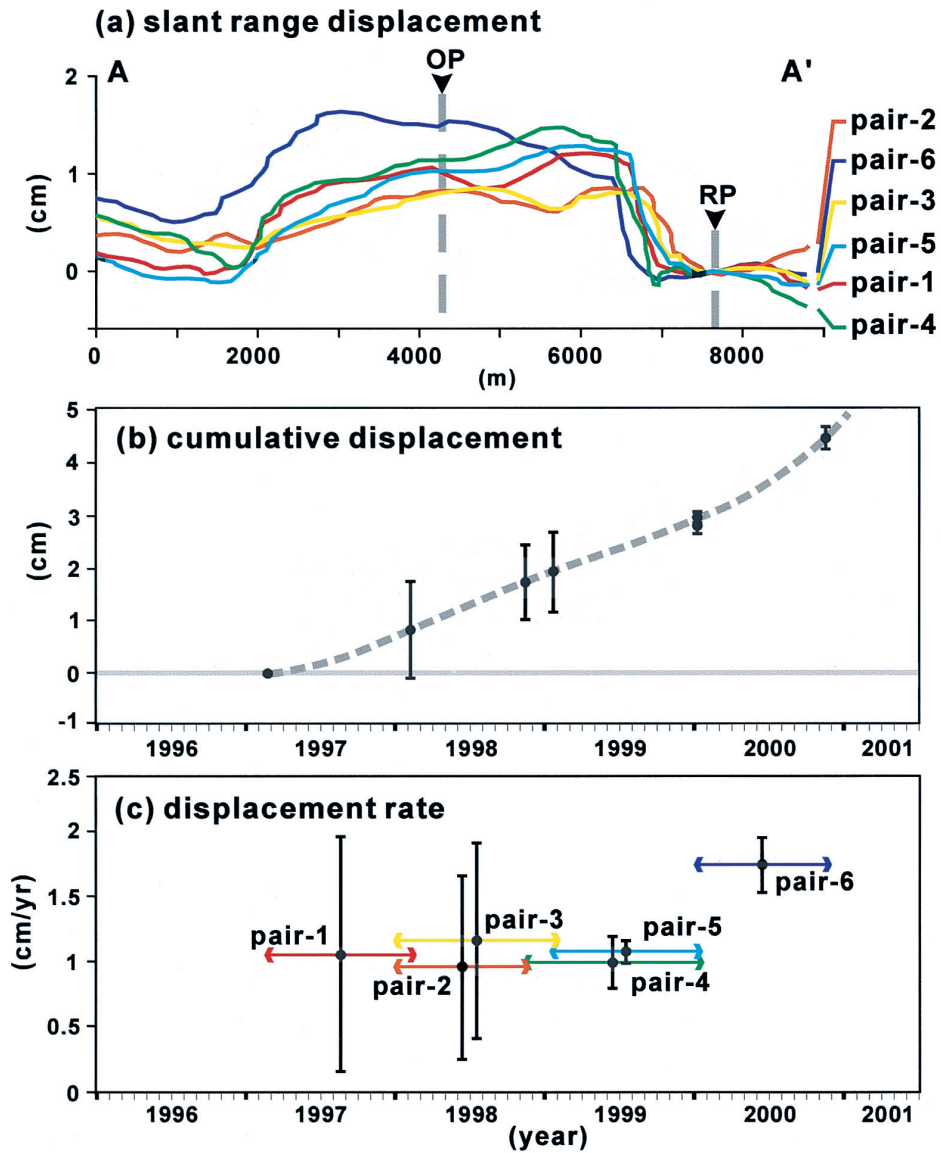 (a) slant range displacement
A
OP
A'
2
1
0
(cm)
RP
pair-2
pair-6
pair-3
pair-5
pair-1
pair-4
0 2000 4000 6000 8000
(m)
(b) cumulative displacement
5
4
3
2
1
0
-1
(cm)
1996 1997 1998 1999 2000 2001
(c) displacement rate
2.5
2
1.5
1
0.5
0
(cm/yr)
pair-1
pair-3
pair-2
pair-5
pair-4
pair-6
1996 1997 1998 1999 2000 2001
(year)